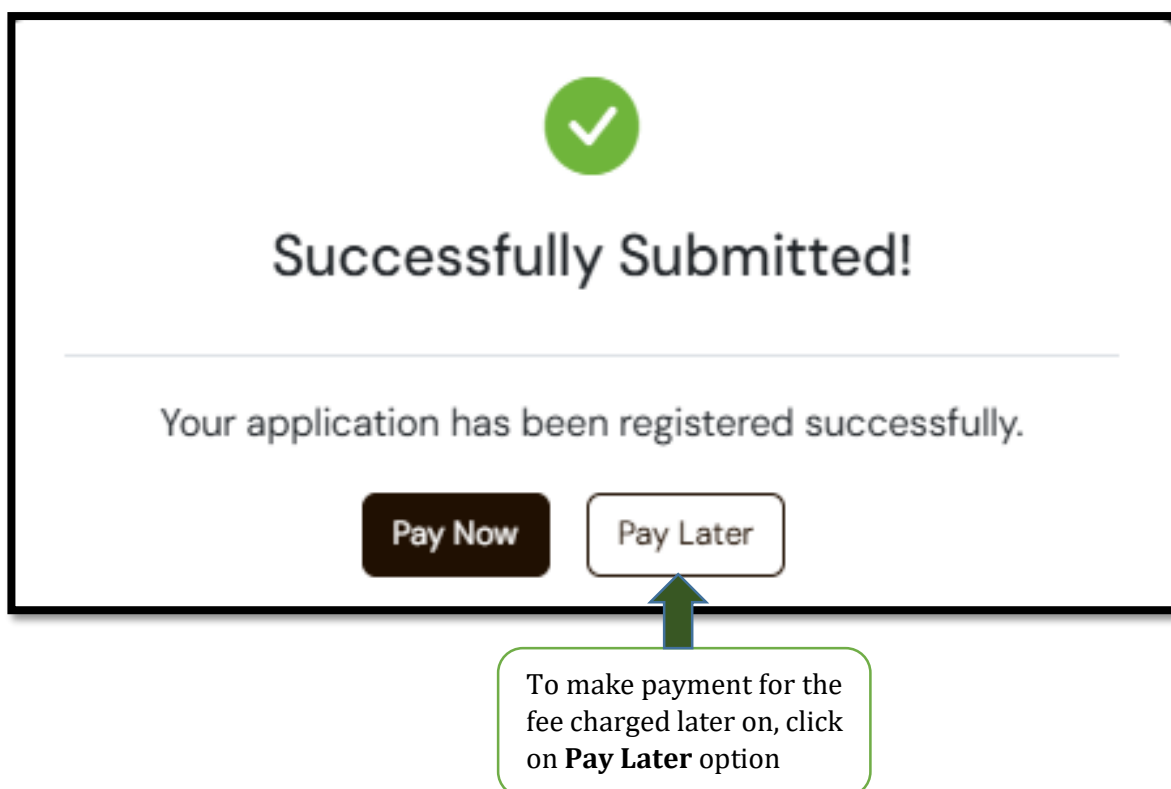 Successfully Submitted!
Your application has been registered successfully.
Pay Now
Pay Later
To make payment for the
fee charged later on, click
on Pay Later option